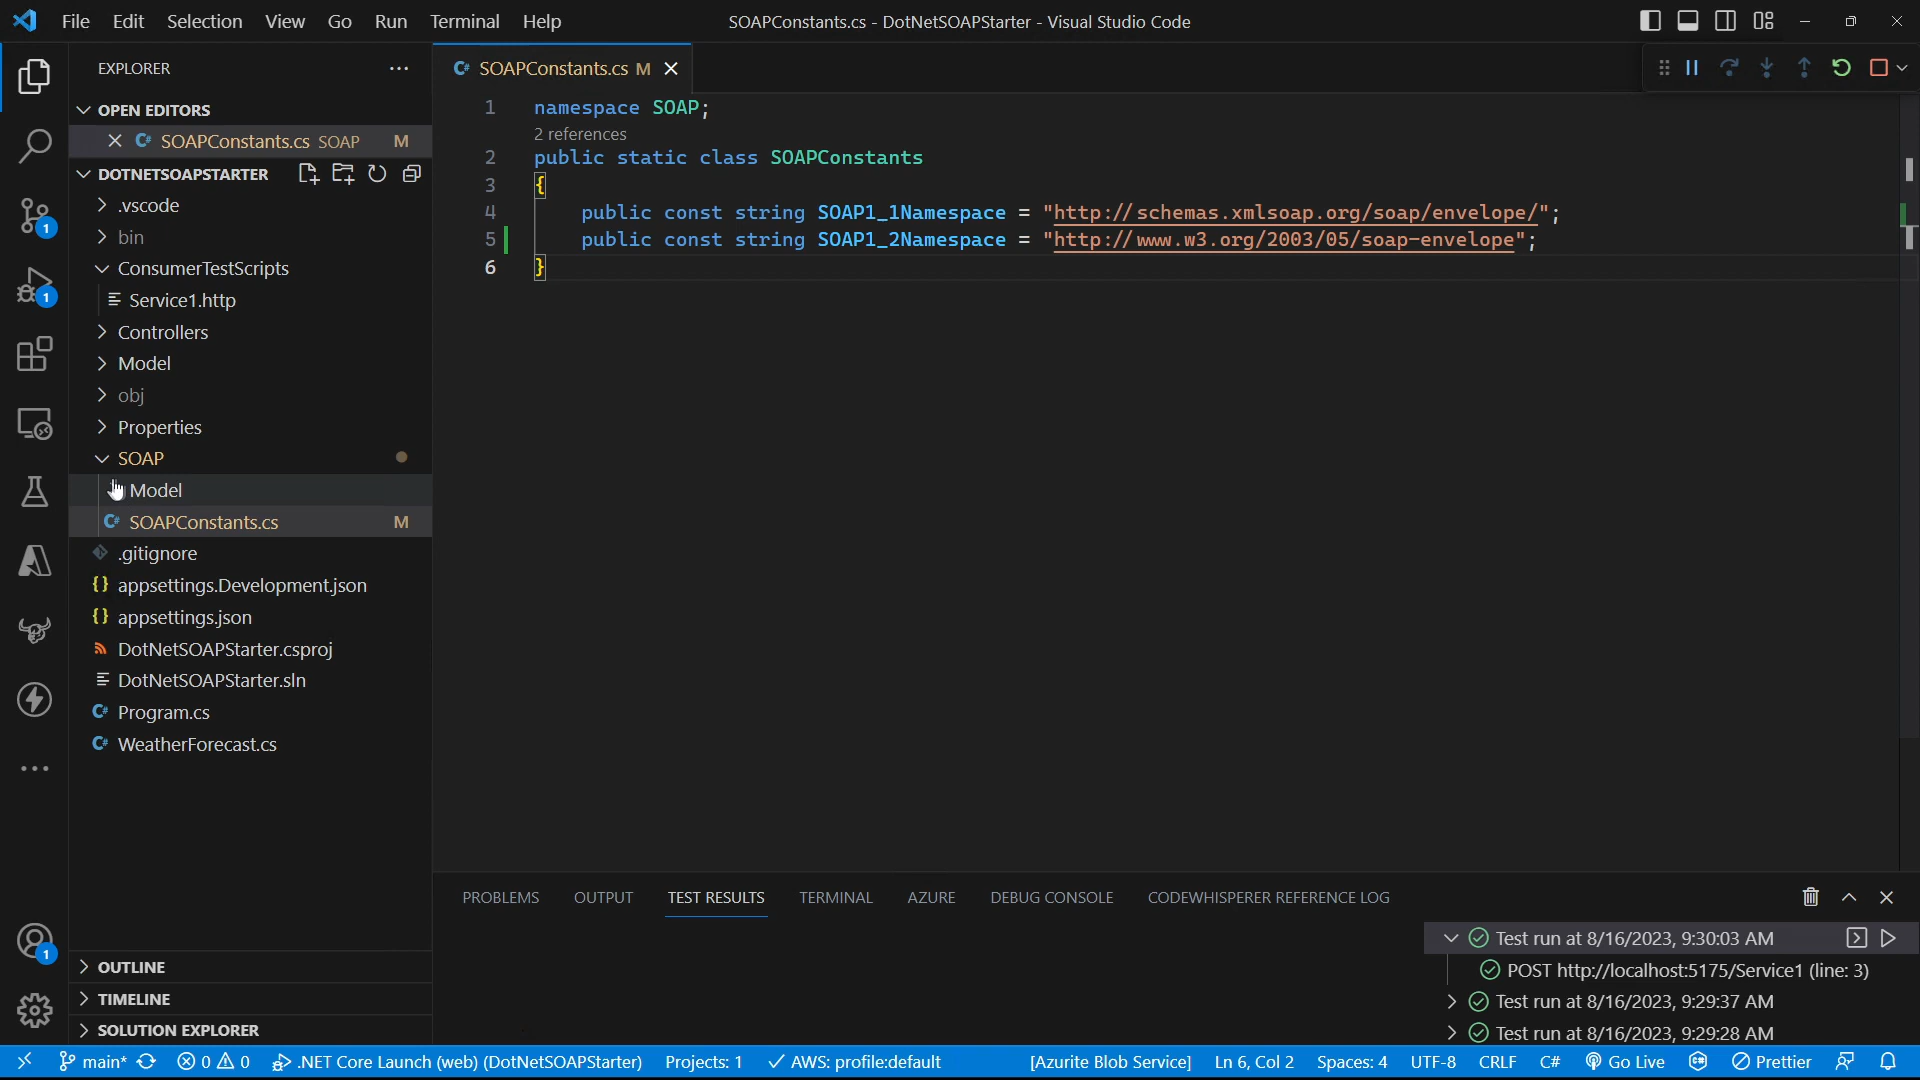 File Edit Selection View Go Run Terminal Help
SOAPConstants.cs - DotNetSOAPStarter - Visual Studio Code
EXPLORER
OPEN EDITORS
SOAPConstants.cs SOAP M
DOTNETSOAPSTARTER
.vscode
bin
ConsumerTestScripts
Service1.http
Controllers
Model
obj
Properties
SOAP
Model
SOAPConstants.cs M
.gitignore
appsettings.Development.json
appsettings.json
DotNetSOAPStarter.csproj
DotNetSOAPStarter.sln
Program.cs
WeatherForecast.cs
OUTLINE
TIMELINE
SOLUTION EXPLORER
1
1
1
SOAPConstants.cs M
1 namespace SOAP;
2 references
2 public static class SOAPConstants
3 {
4 public const string SOAP1_1Namespace = "http://schemas.xmlsoap.org/soap/envelope/";
5 public const string SOAP1_2Namespace = "http://www.w3.org/2003/05/soap-envelope";
6 }
PROBLEMS OUTPUT TEST RESULTS TERMINAL AZURE DEBUG CONSOLE CODEWHISPERER REFERENCE LOG
Test run at 8/16/2023, 9:30:03 AM
POST http://localhost:5175/Service1 (line: 3)
Test run at 8/16/2023, 9:29:37 AM
Test run at 8/16/2023, 9:29:28 AM
main* 0 0 .NET Core Launch (web) (DotNetSOAPStarter) Projects: 1 AWS: profile:default [Azurite Blob Service] Ln 6, Col 2 Spaces: 4 UTF-8 CRLF C# Go Live Prettier